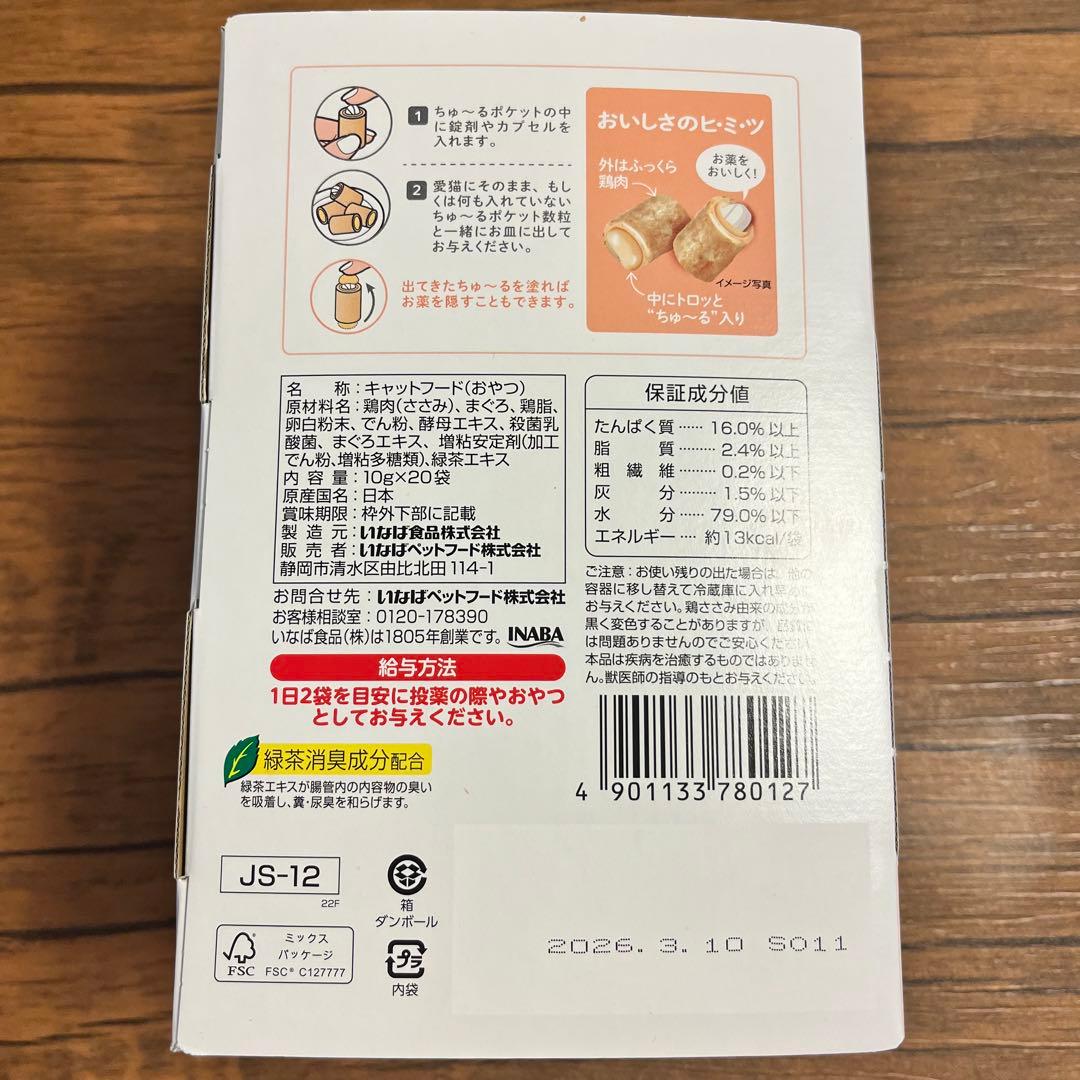 1 ちゅ〜るポケットの中
に錠剤やカプセルを
入れます。
2 愛猫にそのまま、もし
くは何も入れていない
ちゅ〜るポケット数粒
と一緒にお皿に出して
お与えください。
出てきたちゅ〜るを塗れば
お薬を隠すこともできます。
おいしさのヒ・ミ・ツ
外はふっくら
鶏肉
お薬を
おいしく!
イメージ写真
中にトロッと
“ちゅ〜る”入り
名称:キャットフード(おやつ)
原材料名:鶏肉(ささみ)、まぐろ、鶏脂、
卵白粉末、でん粉、酵母エキス、殺菌乳
酸菌、まぐろエキス、増粘安定剤(加工
でん粉、増粘多糖類)、緑茶エキス
内容量:10g×20袋
原産国名:日本
賞味期限:枠外下部に記載
製造元:いなば食品株式会社
販売者:いなばペットフード株式会社
静岡市清水区由比北田114-1
お問合せ先:いなばペットフード株式会社
お客様相談室:0120-178390
いなば食品(株)は1805年創業です。 INABA
給与方法
1日2袋を目安に投薬の際やおやつ
としてお与えください。
緑茶消臭成分配合
緑茶エキスが腸管内の内容物の臭い
を吸着し、糞・尿臭を和らげます。
保証成分値
たんぱく質……16.0%以上
脂質………2.4%以上
粗繊維………0.2%以下
灰分………1.5%以下
水分……79.0%以下
エネルギー…約13kcal/袋
ご注意:お使い残りの出た場合は、他の
容器に移し替えて冷蔵庫に入れ早めに
お与えください。鶏ささみ由来の成分が
黒く変色することがありますが、品質に
は問題ありませんのでご安心ください。
本品は疾病を治癒するものではありませ
ん。獣医師の指導のもとお与えください。
4 901133 780127
JS-12
22F
箱
ダンボール
FSC
ミックス
パッケージ
FSC® C127777
プラ
内袋
2026. 3. 10 S011